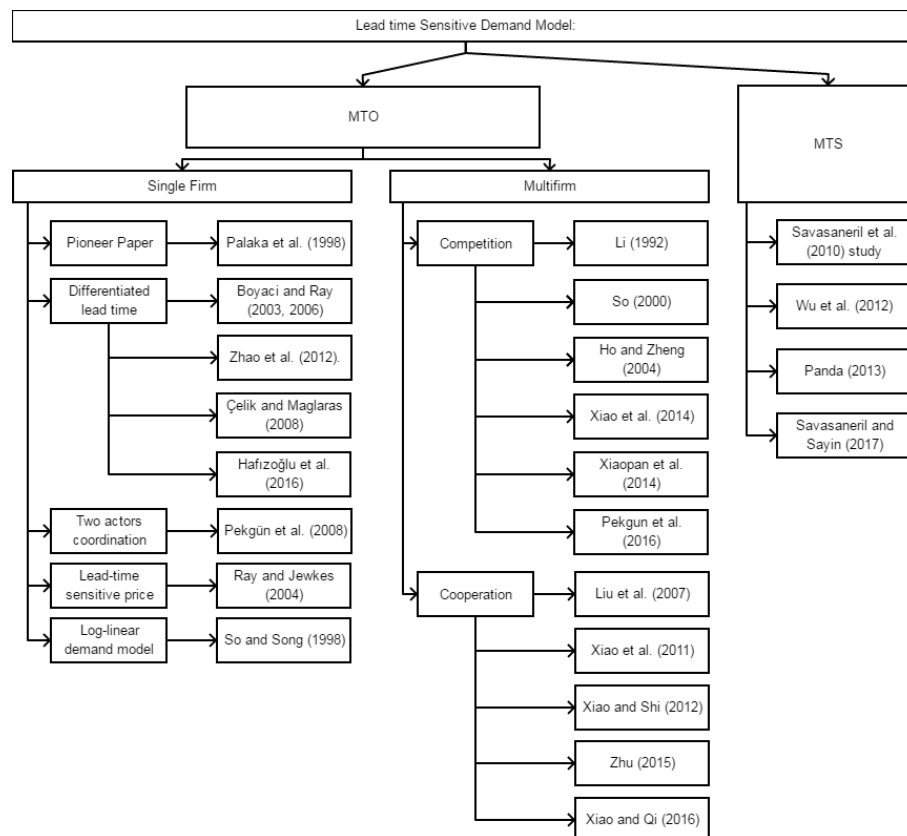 Lead time Sensitive Demand Model:
MTO
MTS
Single Firm
Multifirm
Pioneer Paper
Palaka et al. (1998)
Differentiated
lead time
Boyaci and Ray
(2003, 2006)
Zhao et al. (2012).
Çelik and Maglaras
(2008)
Hafızoğlu et al.
(2016)
Two actors
coordination
Pekgün et al. (2008)
Lead-time
sensitive price
Ray and Jewkes
(2004)
Log-linear
demand model
So and Song (1998)
Competition
Li (1992)
So (2000)
Ho and Zheng
(2004)
Xiao et al. (2014)
Xiaopan et al.
(2014)
Pekgun et al.
(2016)
Cooperation
Liu et al. (2007)
Xiao et al. (2011)
Xiao and Shi (2012)
Zhu (2015)
Xiao and Qi (2016)
Savasaneril et al.
(2010) study
Wu et al. (2012)
Panda (2013)
Savasaneril and
Sayin (2017)